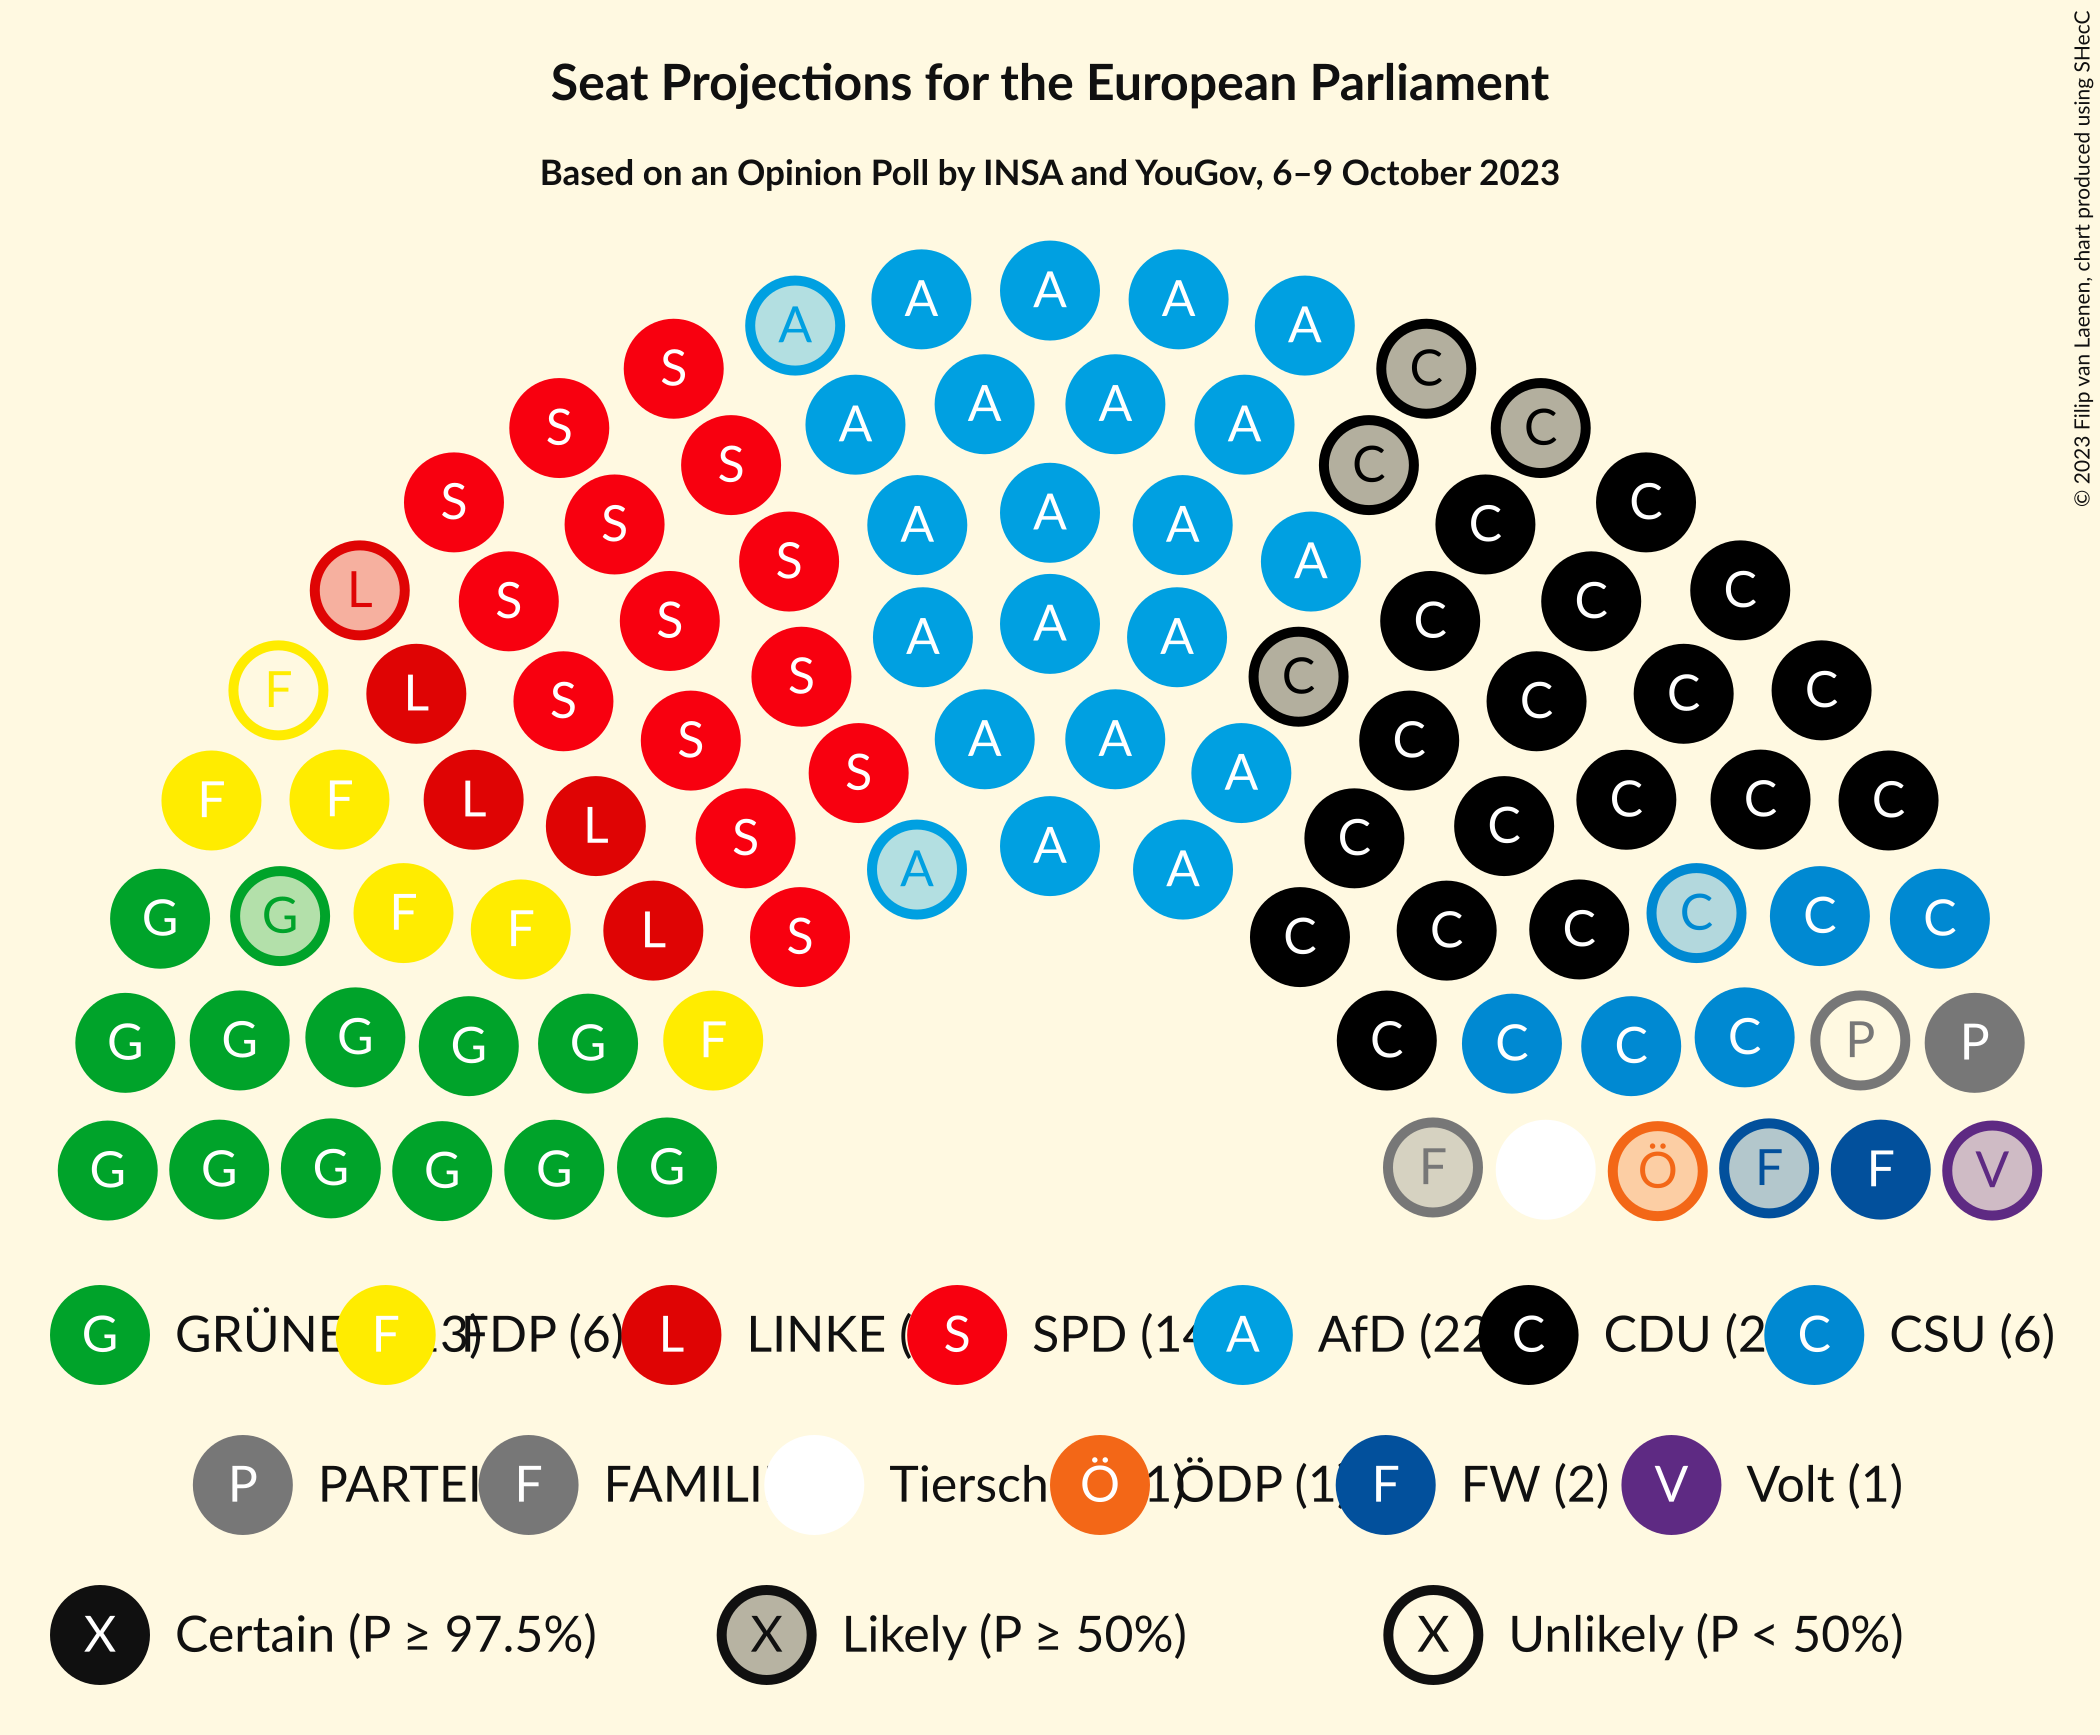 Seat Projections for the European Parliament
Based on an Opinion Poll by INSA and YouGov, 6–9 October 2023
© 2023 Filip van Laenen, chart produced using SHecC
A A A A A
S C
A A A A
S C
S C
S A A A C
S C
S A C
L S A A A C C
S C
F L S C C C
S A A A C
F F L S C C C
L S S A C C
G G F F L S A A A C C C C C C
G G G G G F C C C C P P
G G G G G G F Ö F F V
G GRÜNE 3) F FDP (6) L LINKE ( S SPD (14 A AfD (22 C CDU (2 C CSU (6)
P PARTEI F FAMILI Tiersch 1) Ö ÖDP (1 F FW (2) V Volt (1)
X Certain (P ≥ 97.5%) X Likely (P ≥ 50%) X Unlikely (P < 50%)